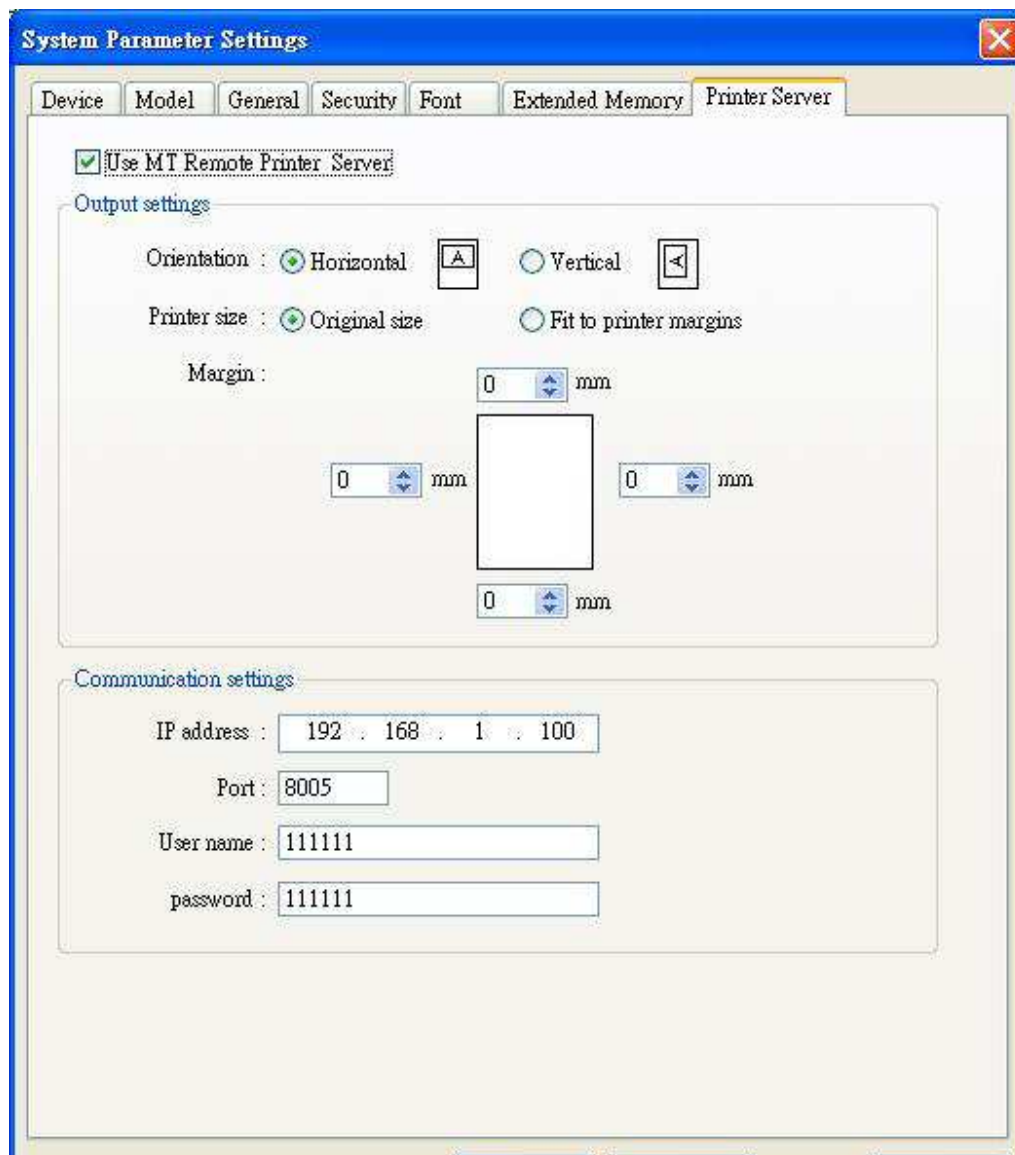 System Parameter Settings
Device Model General Security Font Extended Memory Printer Server
Use MT Remote Printer Server
Output settings
Orientation : Horizontal A Vertical A
Printer size : Original size Fit to printer margins
Margin :
0 mm
0 mm 0 mm
0 mm
Communication settings
IP address : 192 . 168 . 1 . 100
Port : 8005
User name : 111111
password : 111111